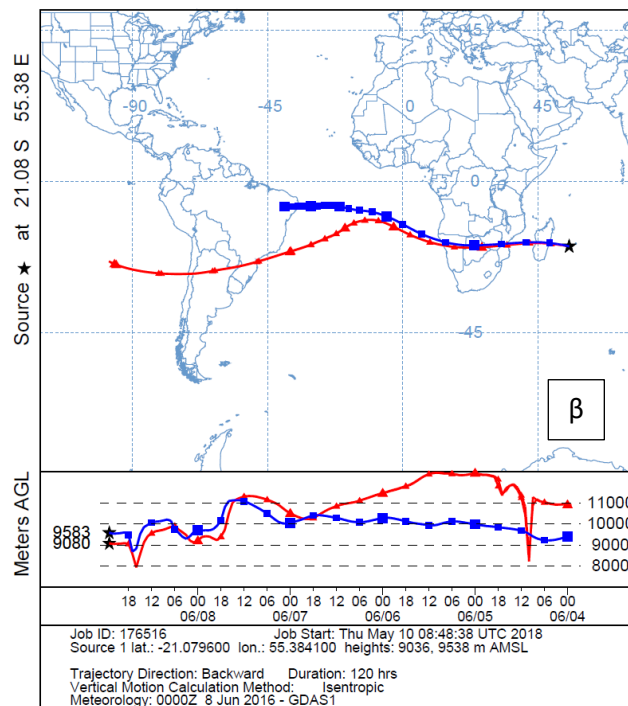 Source ★ at 21.08 S 55.38 E
-90 -45 0 45
45
0
-45
β
Meters AGL
9583
9080
11000
10000
9000
8000
18 12 06 00 18 12 06 00 18 12 06 00 18 12 06 00 18 12 06 00
06/08 06/07 06/06 06/05 06/04
Job ID: 176516 Job Start: Thu May 10 08:48:38 UTC 2018
Source 1 lat.: -21.079600 lon.: 55.384100 heights: 9036, 9538 m AMSL
Trajectory Direction: Backward Duration: 120 hrs
Vertical Motion Calculation Method: Isentropic
Meteorology: 0000Z 8 Jun 2016 - GDAS1